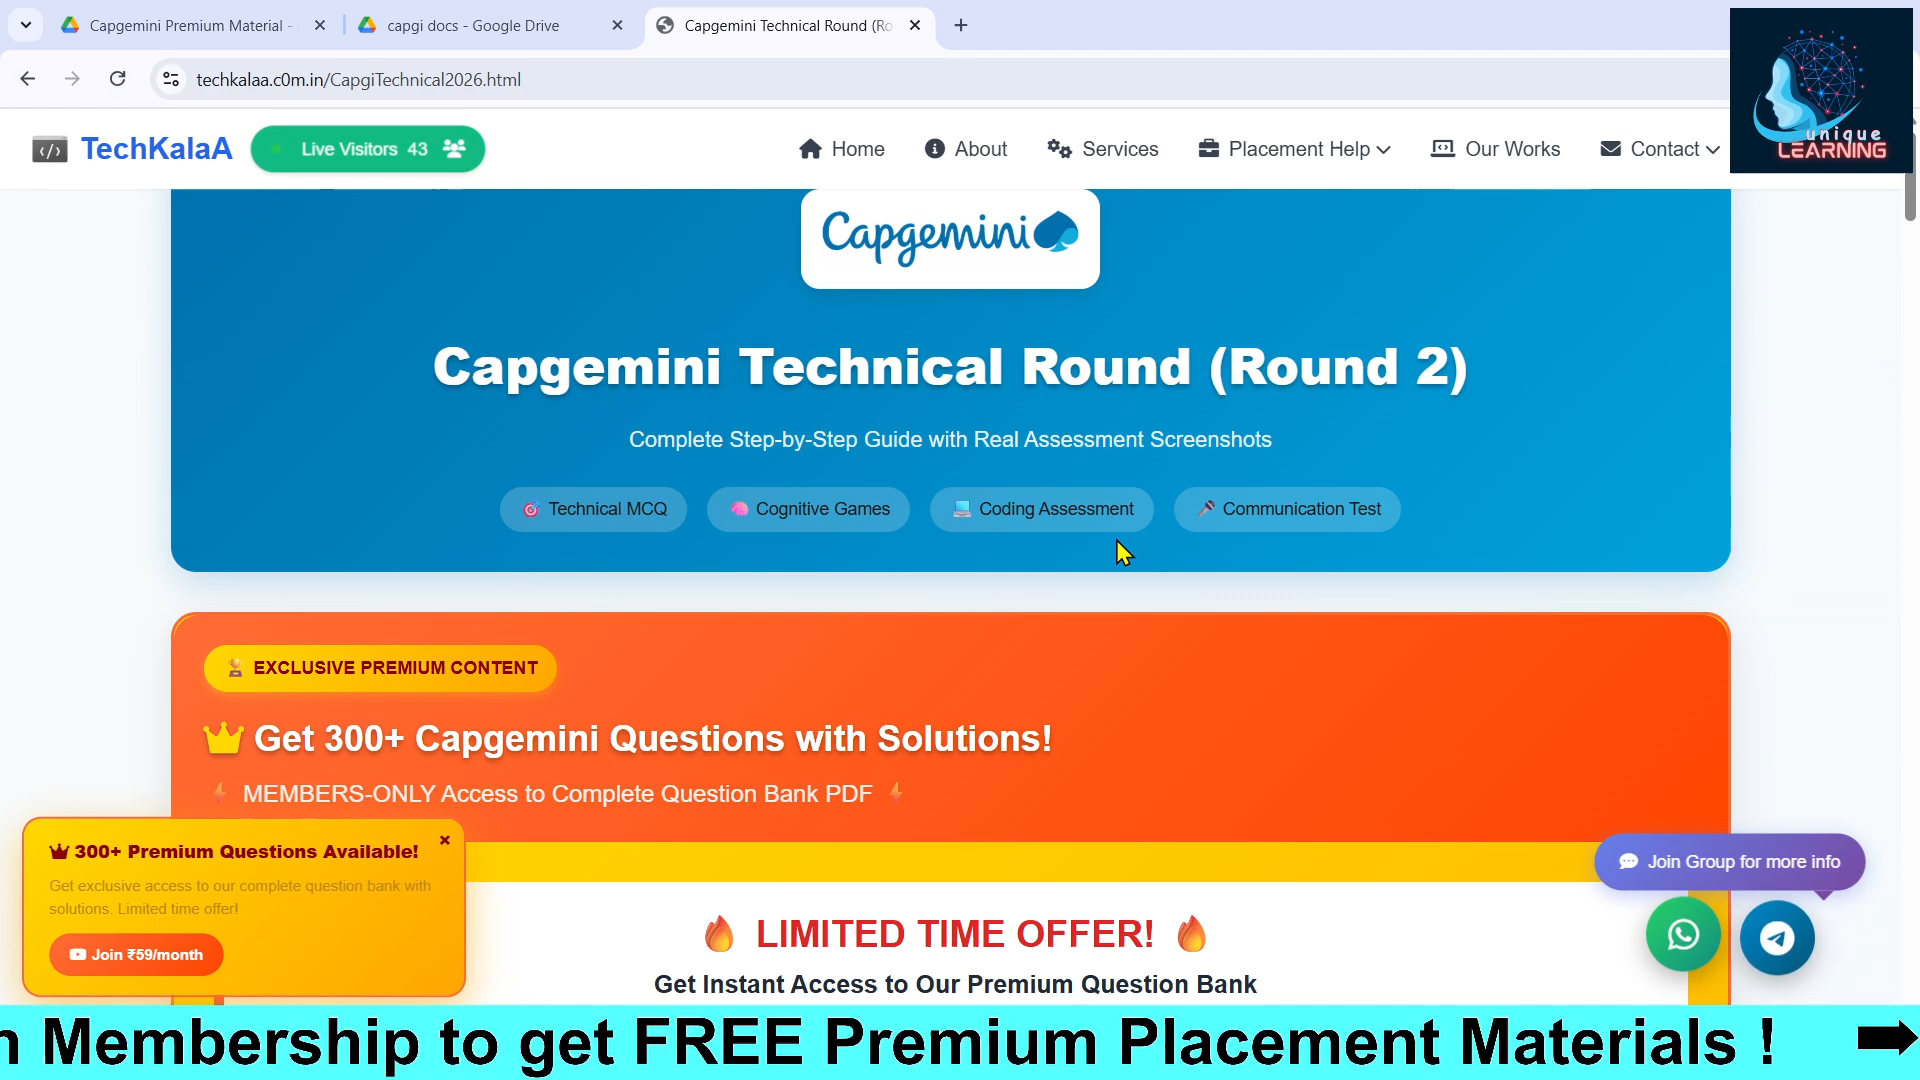 Capgemini Premium Material -
capgi docs - Google Drive
Capgemini Technical Round (Ro
techkalaa.c0m.in/CapgiTechnical2026.html
TechKalaA
Live Visitors 43
Home
About
Services
Placement Help
Our Works
Contact
unique
LEARNING
Capgemini
Capgemini Technical Round (Round 2)
Complete Step-by-Step Guide with Real Assessment Screenshots
Technical MCQ
Cognitive Games
Coding Assessment
Communication Test
EXCLUSIVE PREMIUM CONTENT
Get 300+ Capgemini Questions with Solutions!
MEMBERS-ONLY Access to Complete Question Bank PDF
300+ Premium Questions Available!
Get exclusive access to our complete question bank with
solutions. Limited time offer!
Join ₹59/month
Join Group for more info
LIMITED TIME OFFER!
Get Instant Access to Our Premium Question Bank
n Membership to get FREE Premium Placement Materials !